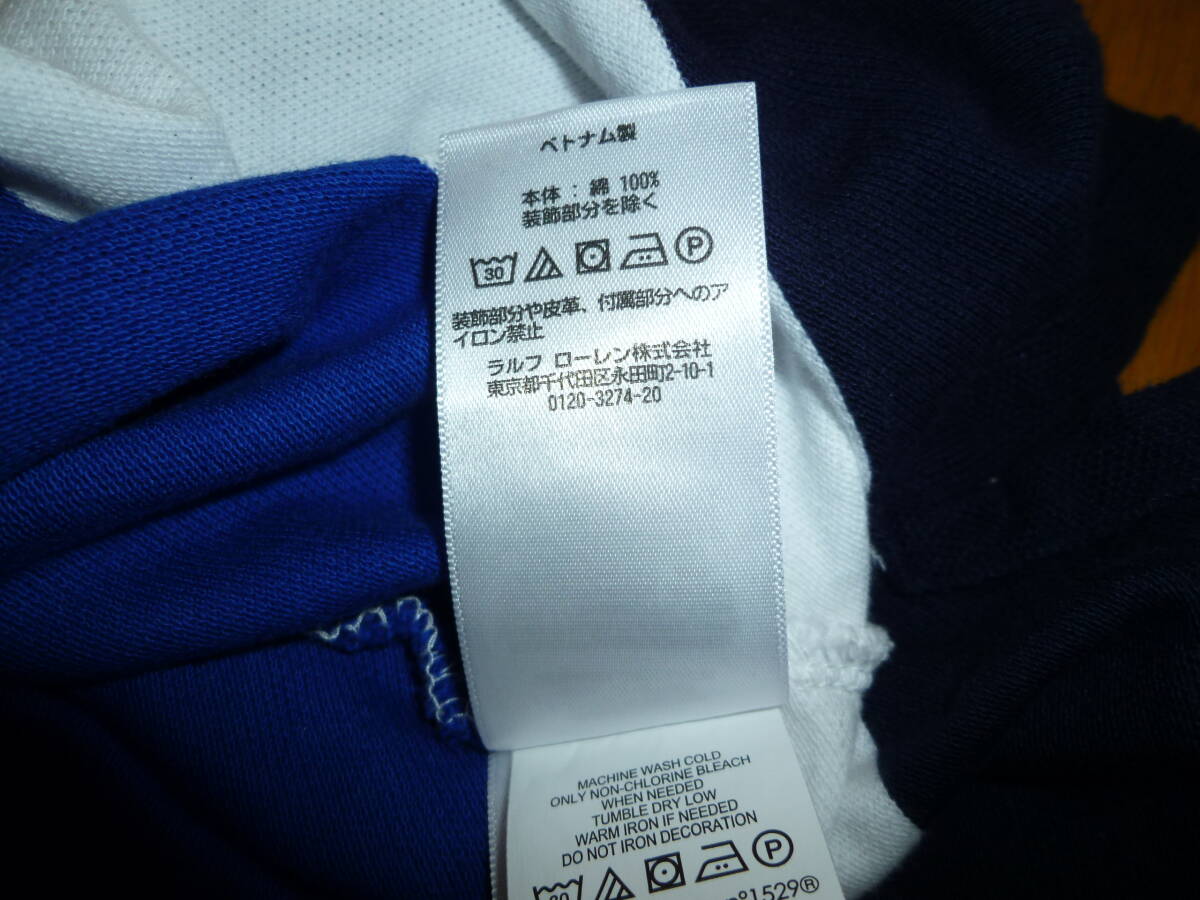 ベトナム製
本体：綿 100%
装飾部分を除く
30
P
装飾部分や皮革、付属部分へのア
イロン禁止
ラルフ ローレン株式会社
東京都千代田区永田町2-10-1
0120-3274-20
MACHINE WASH COLD
ONLY NON-CHLORINE BLEACH
WHEN NEEDED
TUMBLE DRY LOW
WARM IRON IF NEEDED
DO NOT IRON DECORATION
30
P
n°1529®